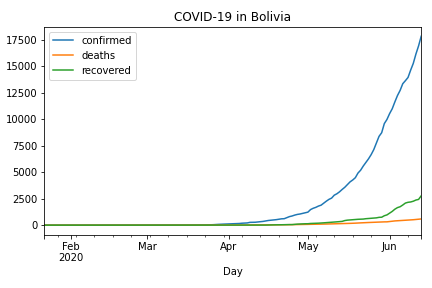 COVID-19 in Bolivia
confirmed
deaths
recovered
17500
15000
12500
10000
7500
5000
2500
0
Feb Mar Apr May Jun
2020
Day